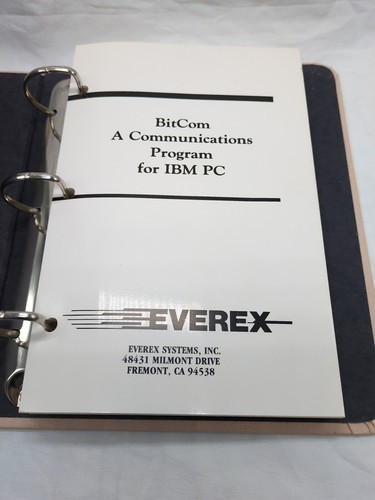 BitCom
A Communications
Program
for IBM PC
EVEREX
EVEREX SYSTEMS, INC.
48431 MILMONT DRIVE
FREMONT, CA 94538